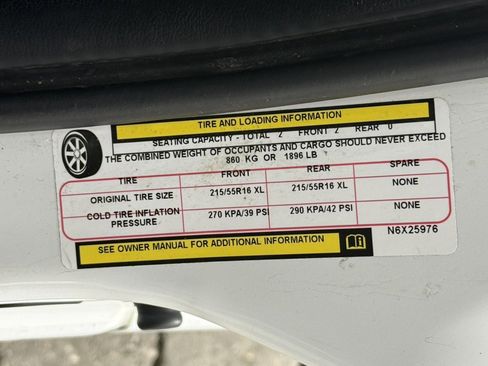 TIRE AND LOADING INFORMATION
SEATING CAPACITY - TOTAL 2 FRONT 2 REAR 0
THE COMBINED WEIGHT OF OCCUPANTS AND CARGO SHOULD NEVER EXCEED
860 KG OR 1896 LB
TIRE FRONT REAR SPARE
ORIGINAL TIRE SIZE 215/55R16 XL 215/55R16 XL NONE
COLD TIRE INFLATION PRESSURE 270 KPA/39 PSI 290 KPA/42 PSI NONE
SEE OWNER MANUAL FOR ADDITIONAL INFORMATION
N6X25976